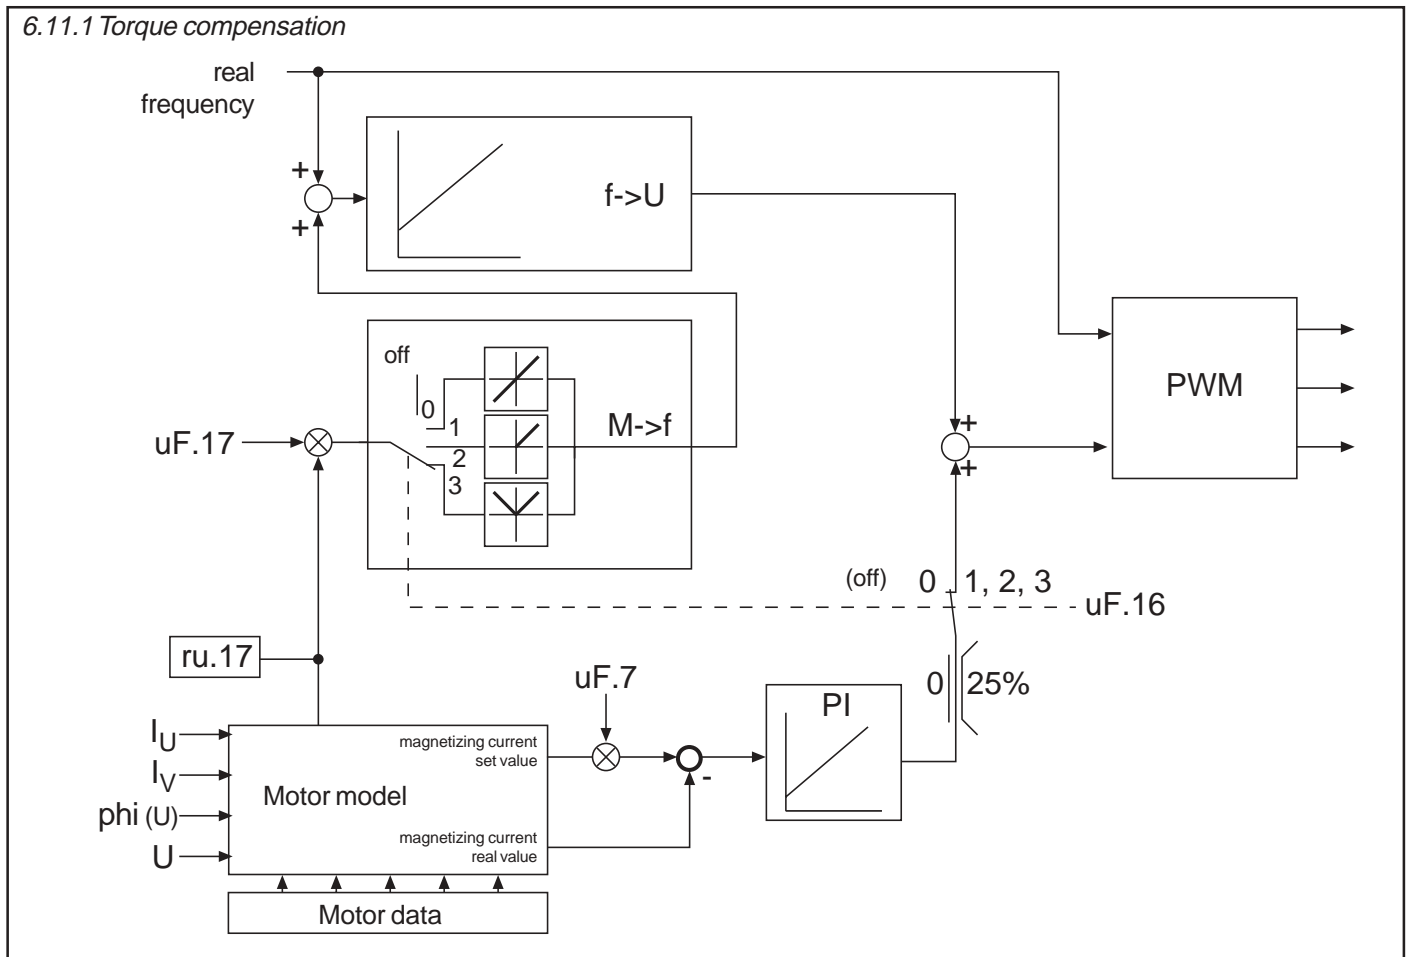 6.11.1 Torque compensation
real
frequency
+
+
f->U
off
0
1
2
3
M->f
uF.17
+
+
PWM
(off)
0
1, 2, 3
uF.16
ru.17
uF.7
0
25%
PI
-
I_U
I_V
phi (U)
U
magnetizing current
set value
Motor model
magnetizing current
real value
Motor data